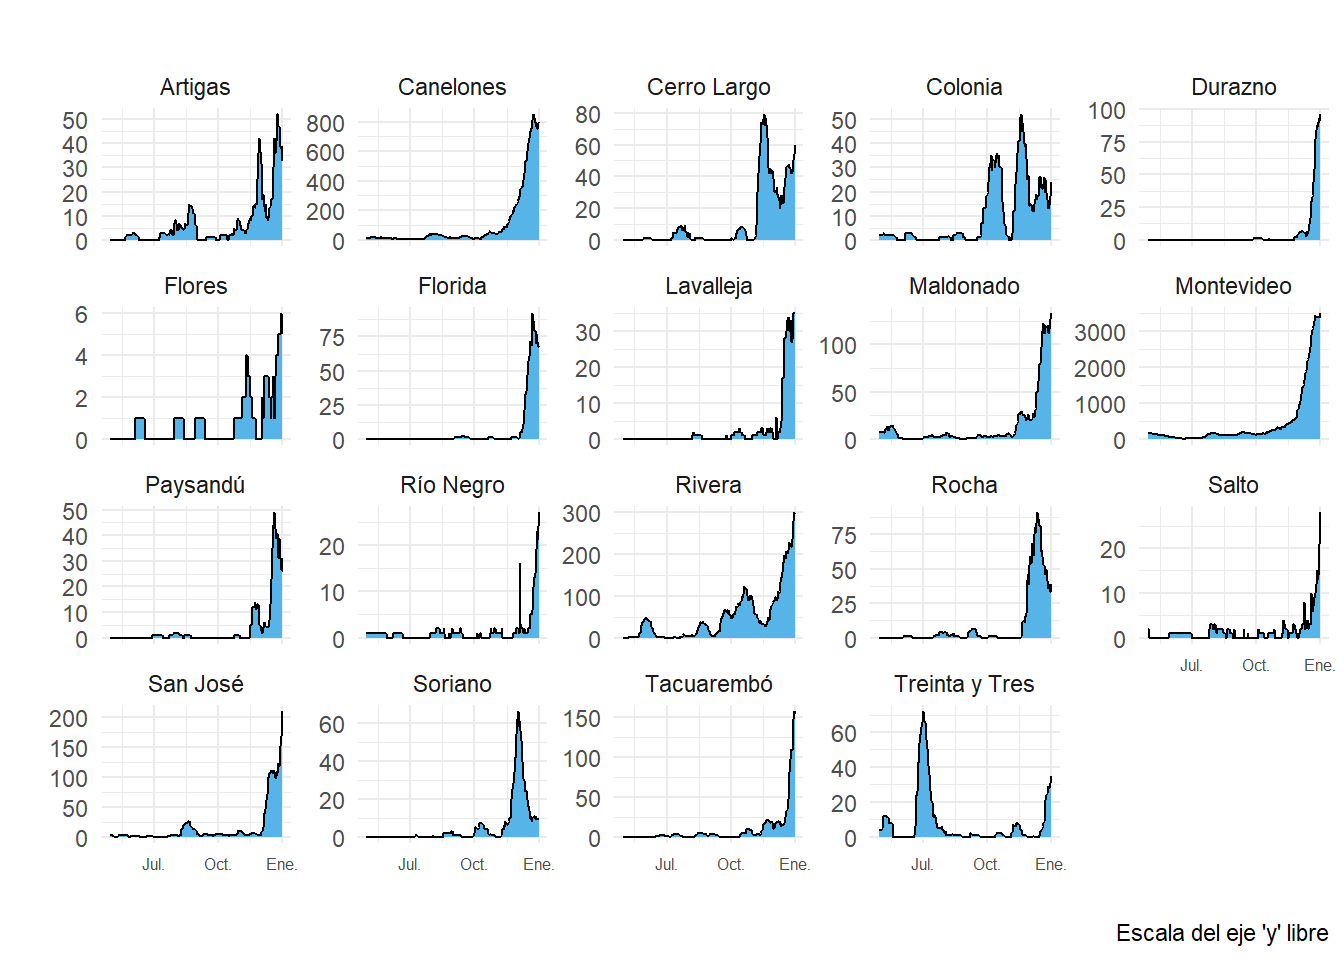 Artigas Canelones Cerro Largo Colonia Durazno
50 40 30 20 10 0
800 600 400 200 0
80 60 40 20 0
50 40 30 20 10 0
100 75 50 25 0
Flores Florida Lavalleja Maldonado Montevideo
6 4 2 0
75 50 25 0
30 20 10 0
100 50 0
3000 2000 1000 0
Paysandú Río Negro Rivera Rocha Salto
50 40 30 20 10 0
20 10 0
300 200 100 0
75 50 25 0
20 10 0
Jul. Oct. Ene.
San José Soriano Tacuarembó Treinta y Tres
200 150 100 50 0
60 40 20 0
150 100 50 0
60 40 20 0
Jul. Oct. Ene. Jul. Oct. Ene. Jul. Oct. Ene. Jul. Oct. Ene.
Escala del eje 'y' libre